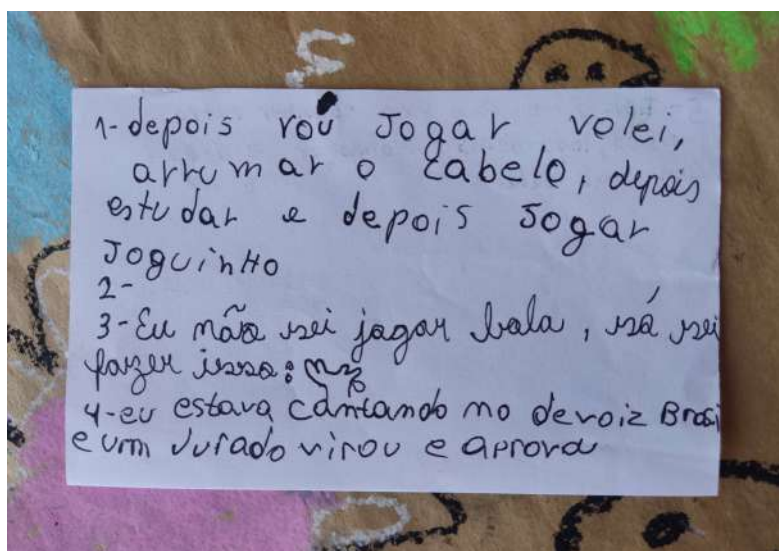 1-depois vou Jogar volei,
arrumar o cabelo, depois
estudar e depois Jogar
JoguinHo
2-
3-Eu não sei jogar bola, só sei
fazer isso:
4-eu estava cantando no devoiz Brasi
e um Jurado virou e aprova